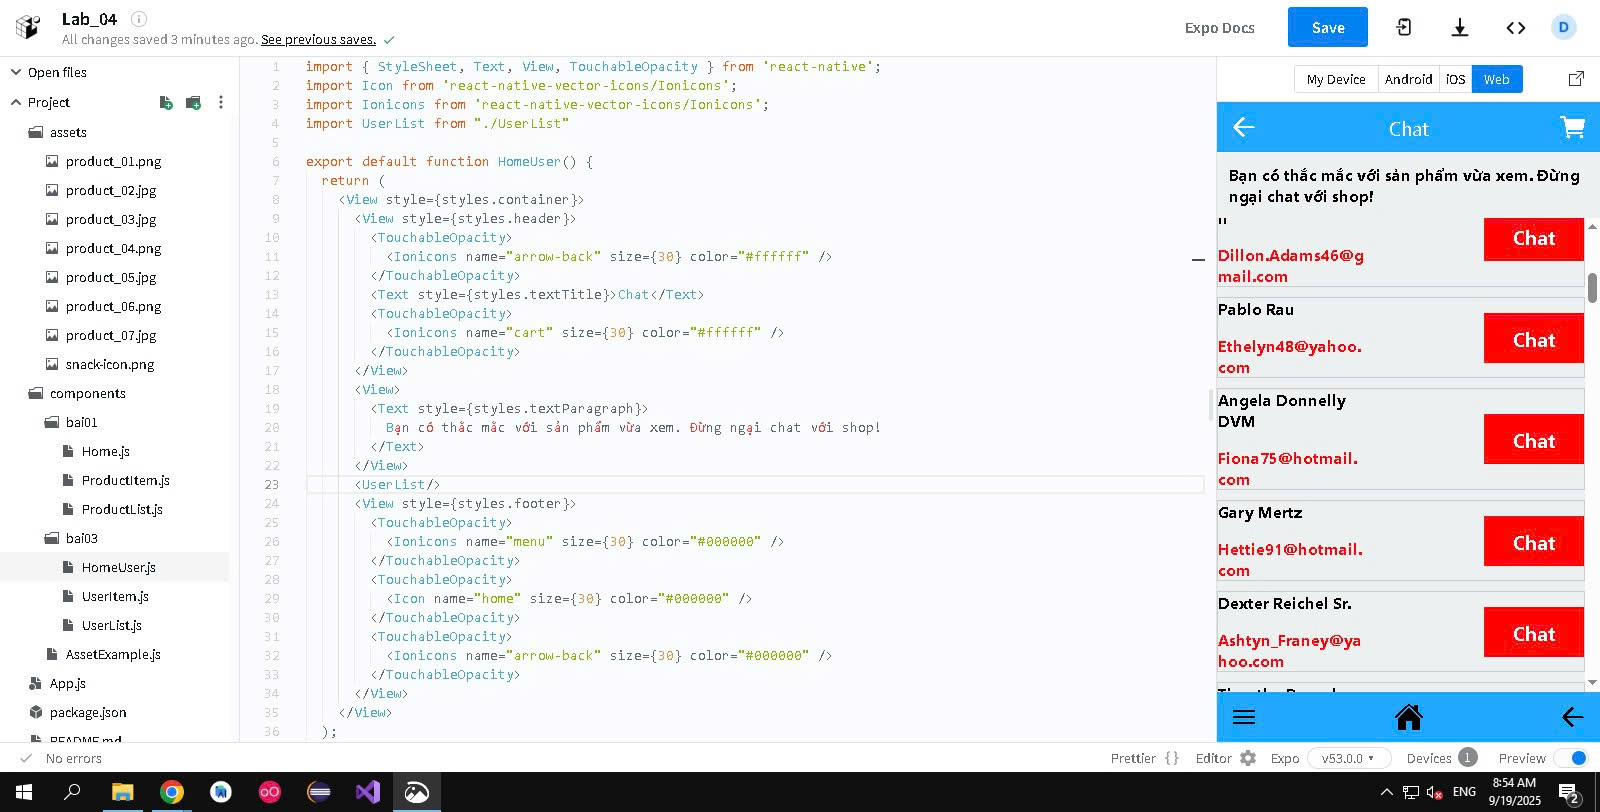 Lab_04
All changes saved 3 minutes ago. See previous saves.
Expo Docs
Save
D
Open files
Project
assets
product_01.png
product_02.jpg
product_03.jpg
product_04.png
product_05.jpg
product_06.png
product_07.jpg
snack-icon.png
components
bai01
Home.js
ProductItem.js
ProductList.js
bai03
HomeUser.js
UserItem.js
UserList.js
AssetExample.js
App.js
package.json
README.md
1 import { StyleSheet, Text, View, TouchableOpacity } from 'react-native';
2 import Icon from 'react-native-vector-icons/Ionicons';
3 import Ionicons from 'react-native-vector-icons/Ionicons';
4 import UserList from "./UserList"
5
6 export default function HomeUser() {
7 return (
8 <View style={styles.container}>
9 <View style={styles.header}>
10 <TouchableOpacity>
11 <Ionicons name="arrow-back" size={30} color="#ffffff" />
12 </TouchableOpacity>
13 <Text style={styles.textTitle}>Chat</Text>
14 <TouchableOpacity>
15 <Ionicons name="cart" size={30} color="#ffffff" />
16 </TouchableOpacity>
17 </View>
18 <View>
19 <Text style={styles.textParagraph}>
20 Bạn có thắc mắc với sản phẩm vừa xem. Đừng ngại chat với shop!
21 </Text>
22 </View>
23 <UserList/>
24 <View style={styles.footer}>
25 <TouchableOpacity>
26 <Ionicons name="menu" size={30} color="#000000" />
27 </TouchableOpacity>
28 <TouchableOpacity>
29 <Icon name="home" size={30} color="#000000" />
30 </TouchableOpacity>
31 <TouchableOpacity>
32 <Ionicons name="arrow-back" size={30} color="#000000" />
33 </TouchableOpacity>
34 </View>
35 </View>
36 );
My Device Android iOS Web
Chat
Bạn có thắc mắc với sản phẩm vừa xem. Đừng
ngại chat với shop!
Dillon.Adams46@g
mail.com
Chat
Pablo Rau
Ethelyn48@yahoo.
com
Chat
Angela Donnelly
DVM
Fiona75@hotmail.
com
Chat
Gary Mertz
Hettie91@hotmail.
com
Chat
Dexter Reichel Sr.
Ashtyn_Franey@ya
hoo.com
Chat
No errors
Prettier { } Editor Expo v53.0.0 Devices 1 Preview
ENG
8:54 AM
9/19/2025
2